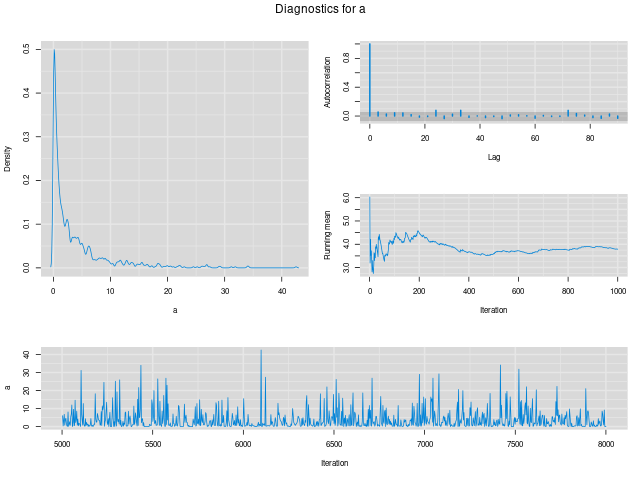 Diagnostics for a
Density
0.0 0.1 0.2 0.3 0.4 0.5
0 10 20 30 40
a
Autocorrelation
0.0 0.4 0.8
0 20 40 60 80
Lag
Running mean
3.0 4.0 5.0 6.0
0 200 400 600 800 1000
Iteration
a
0 10 20 30 40
5000 5500 6000 6500 7000 7500 8000
Iteration